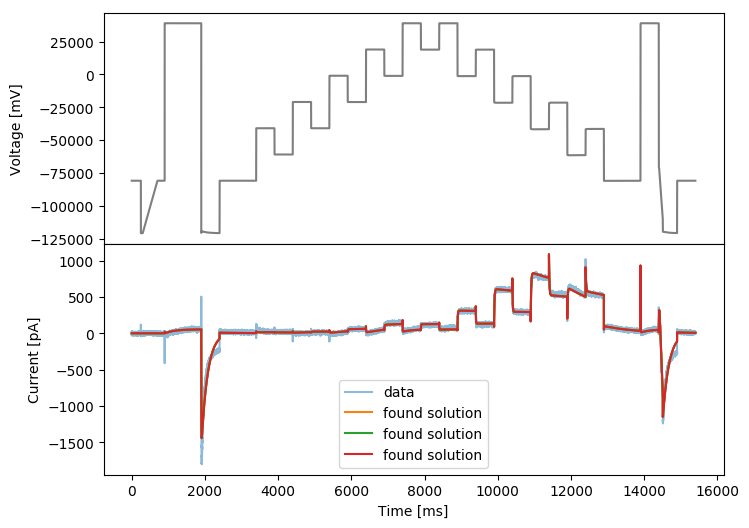 25000
0
−25000
−50000
−75000
−100000
−125000
Voltage [mV]
1000
500
0
−500
−1000
−1500
Current [pA]
data
found solution
found solution
found solution
0 2000 4000 6000 8000 10000 12000 14000 16000
Time [ms]